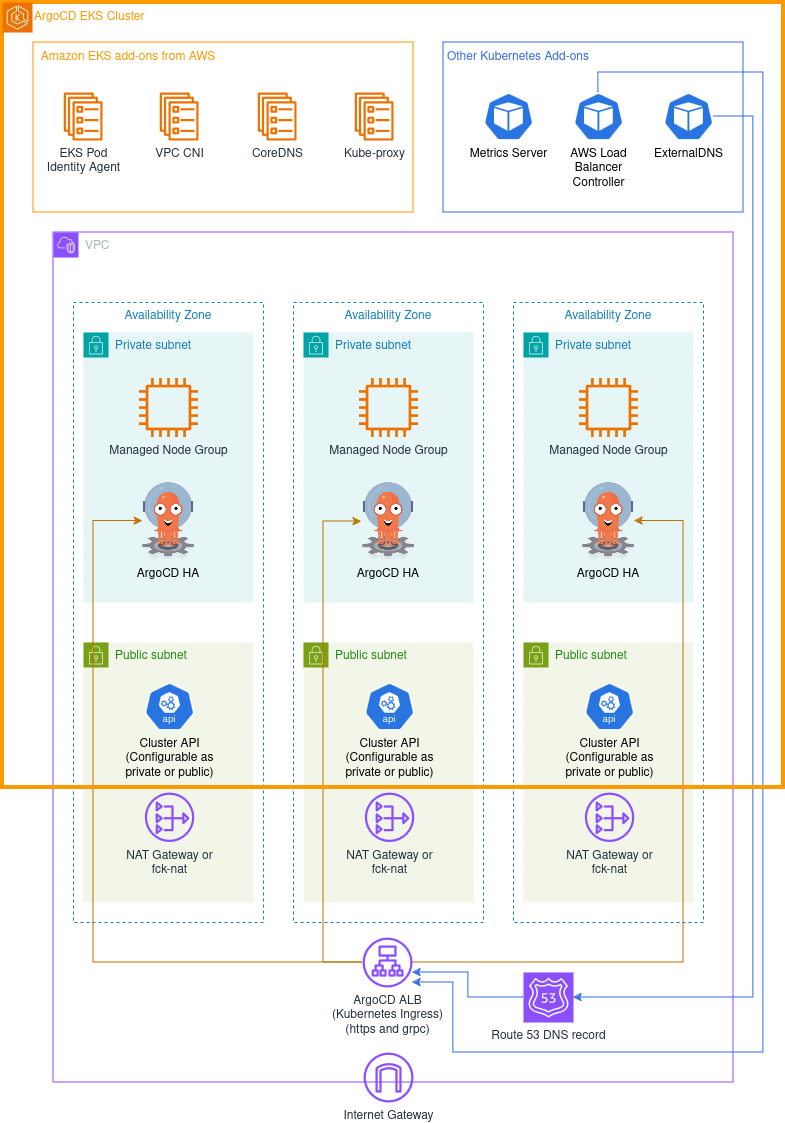 ArgoCD EKS Cluster
Amazon EKS add-ons from AWS
EKS Pod
Identity Agent
VPC CNI
CoreDNS
Kube-proxy
Other Kubernetes Add-ons
Metrics Server
AWS Load
Balancer
Controller
ExternalDNS
VPC
Availability Zone
Private subnet
Managed Node Group
ArgoCD HA
Public subnet
api
Cluster API
(Configurable as
private or public)
NAT Gateway or
fck-nat
Availability Zone
Private subnet
Managed Node Group
ArgoCD HA
Public subnet
api
Cluster API
(Configurable as
private or public)
NAT Gateway or
fck-nat
Availability Zone
Private subnet
Managed Node Group
ArgoCD HA
Public subnet
api
Cluster API
(Configurable as
private or public)
NAT Gateway or
fck-nat
ArgoCD ALB
(Kubernetes Ingress)
(https and grpc)
53
Route 53 DNS record
Internet Gateway